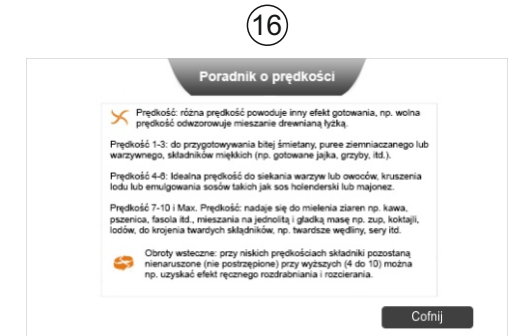 16
Poradnik o prędkości
Prędkość: różna prędkość powoduje inny efekt gotowania, np. wolna
prędkość odwzorowuje mieszanie drewnianą łyżką.
Prędkość 1-3: do przygotowywania bitej śmietany, puree ziemniaczanego lub
warzywnego, składników miękkich (np. gotowane jajka, grzyby, itd.).
Prędkość 4-6: Idealna prędkość do siekania warzyw lub owoców, kruszenia
lodu lub emulgowania sosów takich jak sos holenderski lub majonez.
Prędkość 7-10 i Max. Prędkość: nadaje się do mielenia ziaren np. kawa,
pszenica, fasola itd., mieszania na jednolitą i gładką masę np. zup, koktajli,
lodów, do krojenia twardych składników, np. twardsze wędliny, sery itd.
Obroty wsteczne: przy niskich prędkościach składniki pozostaną
nienaruszone (nie postrzępione) przy wyższych (4 do 10) można
np. uzyskać efekt ręcznego rozdrabniania i rozcierania.
Cofnij